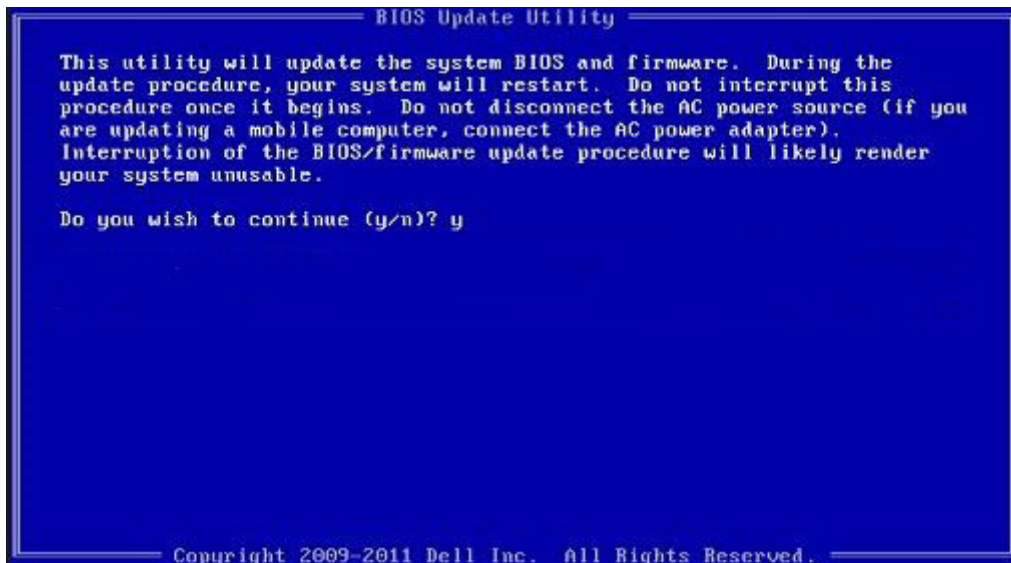 BIOS Update Utility
This utility will update the system BIOS and firmware. During the
update procedure, your system will restart. Do not interrupt this
procedure once it begins. Do not disconnect the AC power source (if you
are updating a mobile computer, connect the AC power adapter).
Interruption of the BIOS/firmware update procedure will likely render
your system unusable.
Do you wish to continue (y/n)? y
Copyright 2009-2011 Dell Inc. All Rights Reserved.